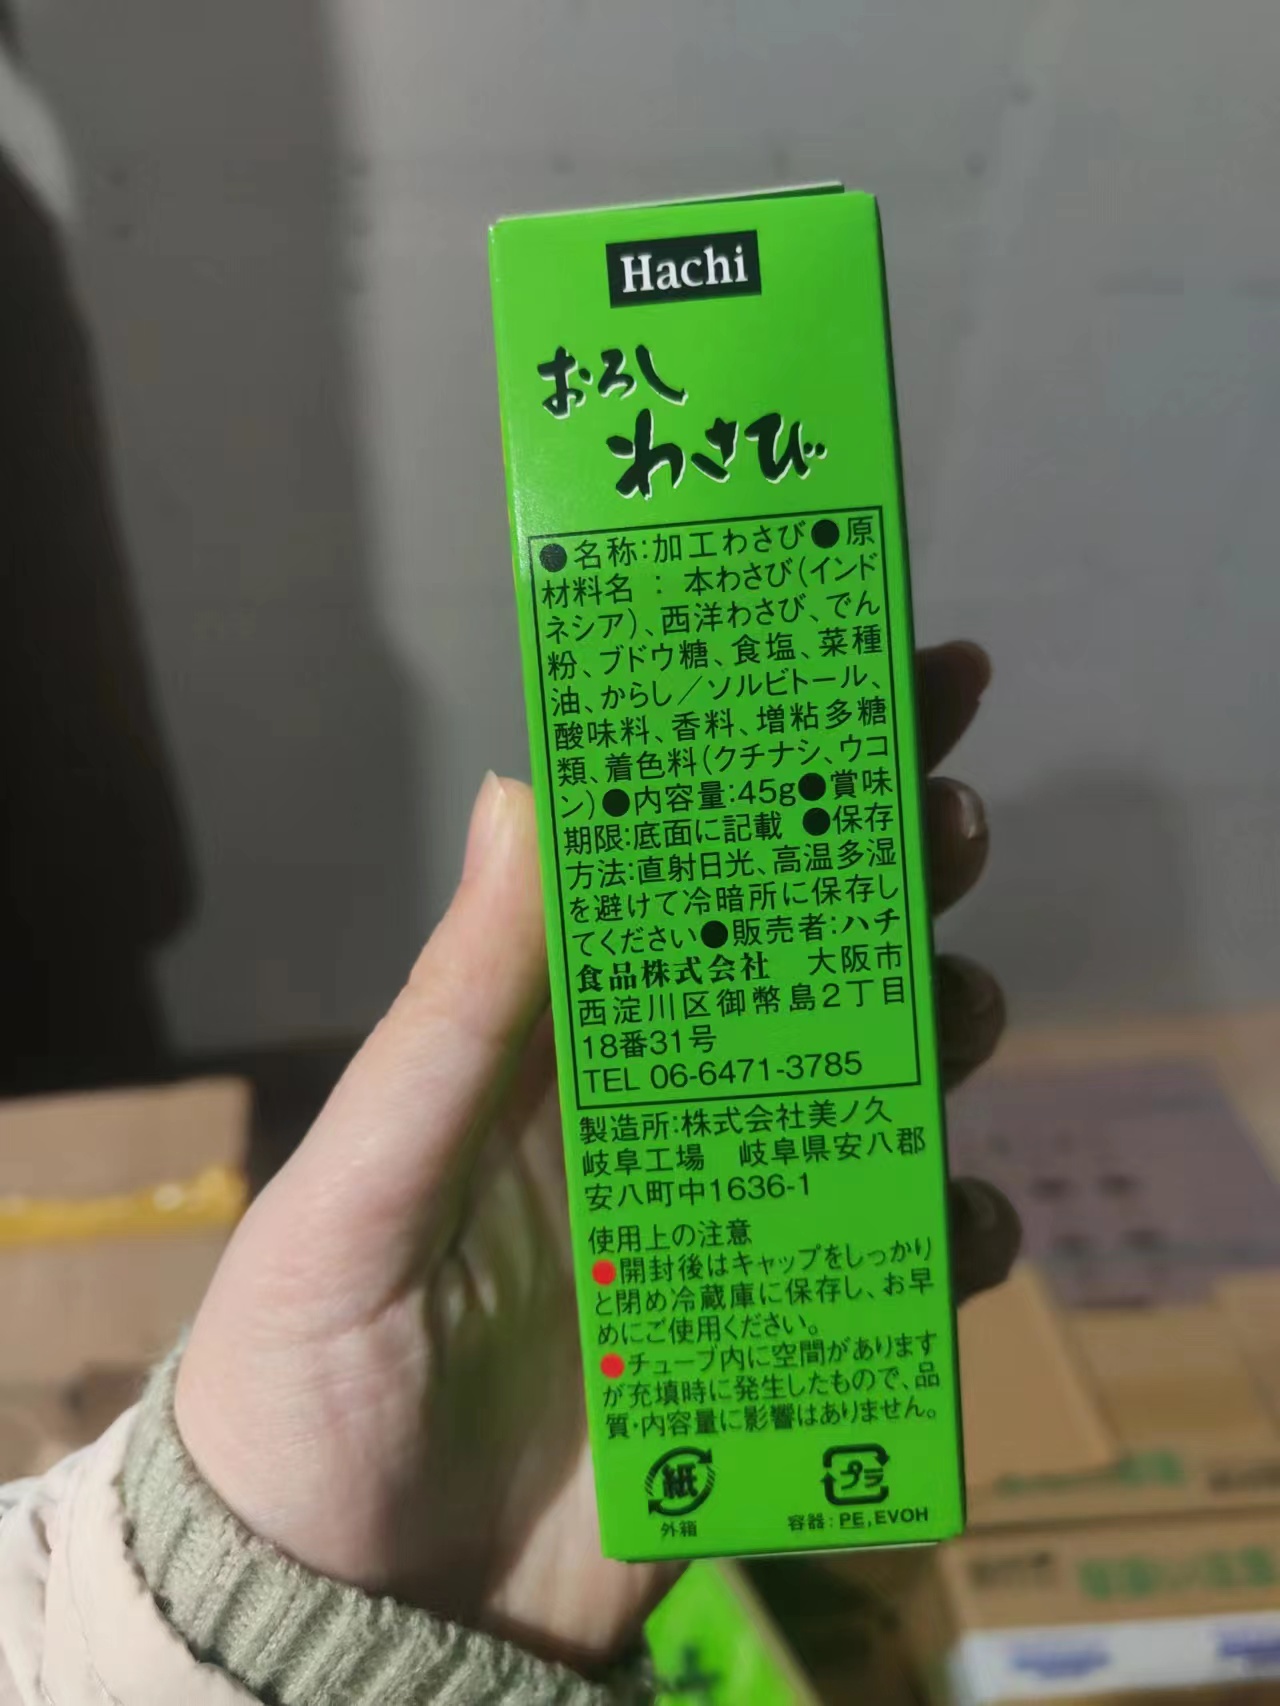 Hachi
おろし
わさび
●名称:加工わさび●原
材料名 : 本わさび(インド
ネシア)、西洋わさび、でん
粉、ブドウ糖、食塩、菜種
油、からし／ソルビトール、
酸味料、香料、増粘多糖
類、着色料(クチナシ、ウコ
ン)●内容量:45g●賞味
期限:底面に記載 ●保存
方法:直射日光、高温多湿
を避けて冷暗所に保存し
てください●販売者:ハチ
食品株式会社 大阪市
西淀川区御幣島2丁目
18番31号
TEL 06-6471-3785
製造所:株式会社美ノ久
岐阜工場 岐阜県安八郡
安八町中1636-1
使用上の注意
●開封後はキャップをしっかり
と閉め冷蔵庫に保存し、お早
めにご使用ください。
●チューブ内に空間があります
が充填時に発生したもので、品
質・内容量に影響はありません。
紙
プラ
外箱
容器:PE,EVOH